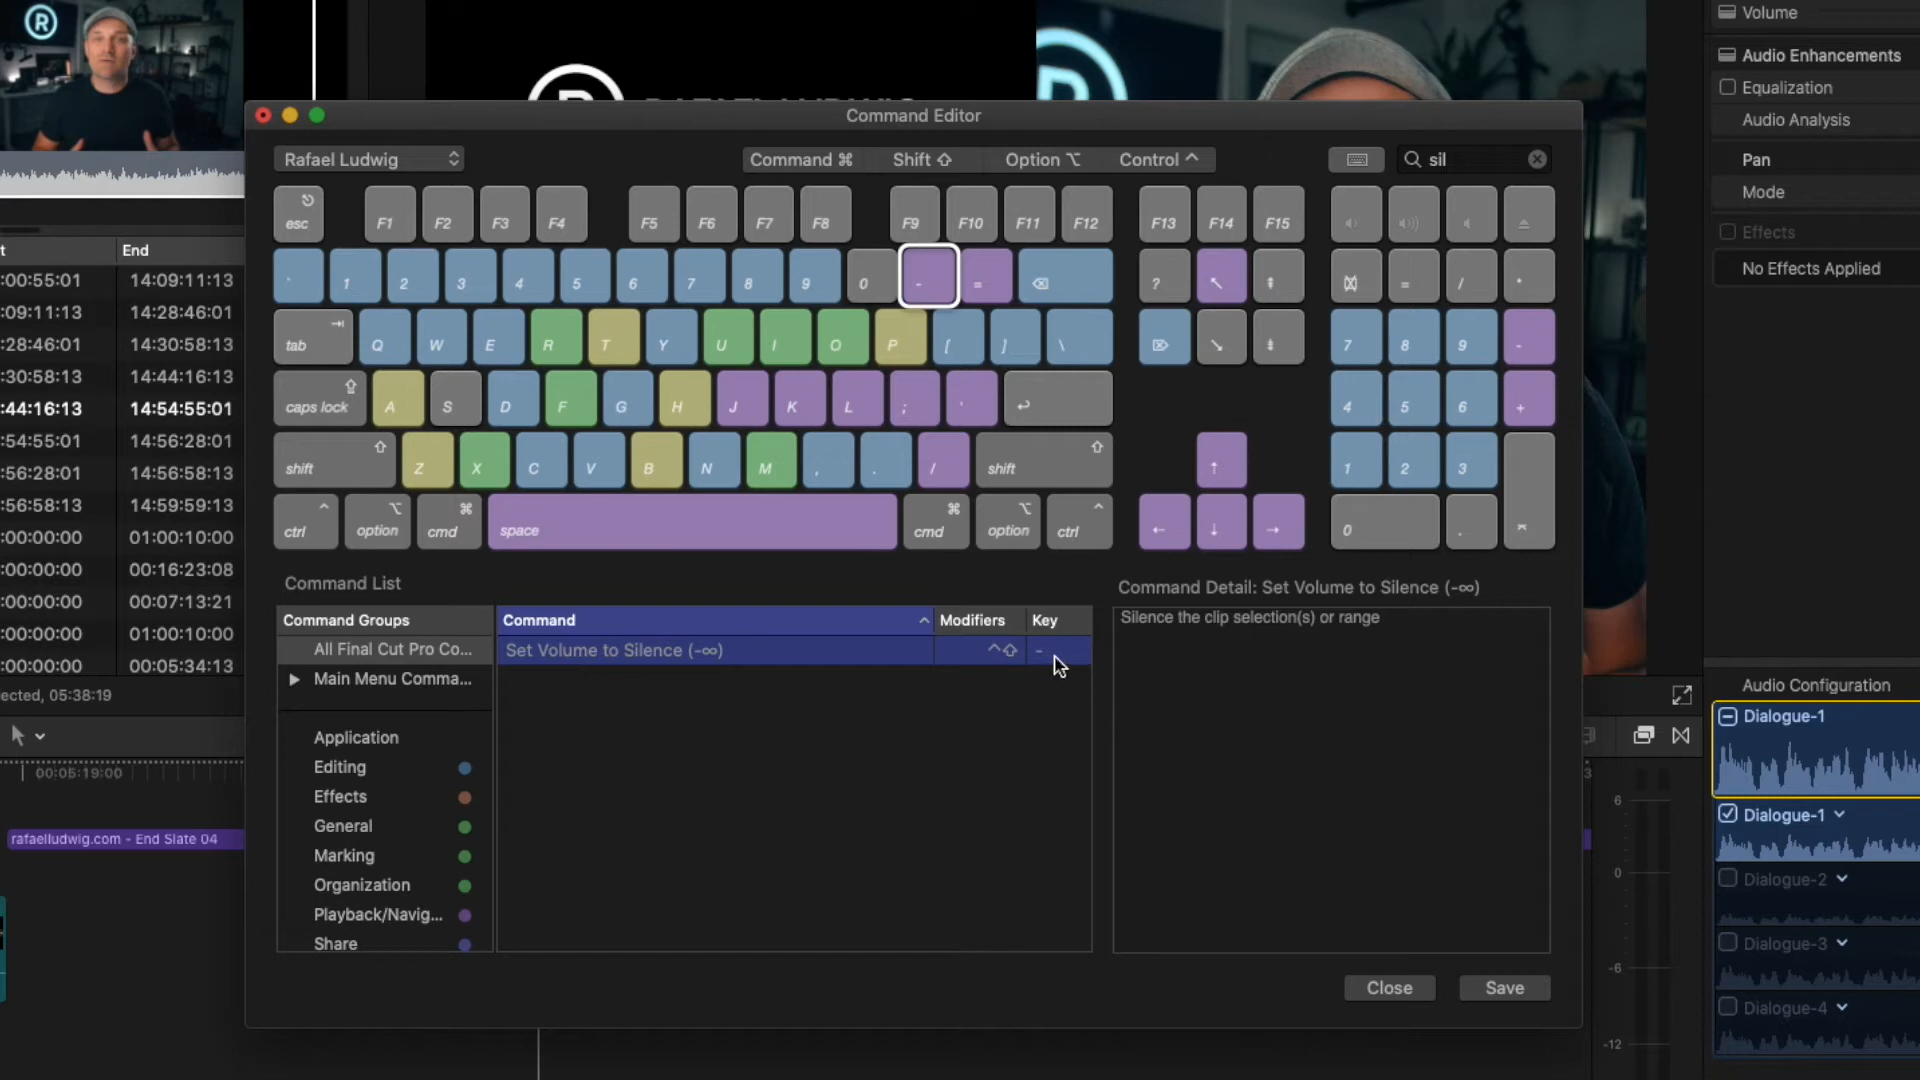 Command Editor
Rafael Ludwig
Command ⌘ Shift ⇧ Option ⌥ Control ^
sil
esc F1 F2 F3 F4 F5 F6 F7 F8 F9 F10 F11 F12 F13 F14 F15
` 1 2 3 4 5 6 7 8 9 0 - = ⌫ ? = / *
tab Q W E R T Y U I O P [ ] \ 7 8 9 -
caps lock A S D F G H J K L ; ' 4 5 6 +
shift Z X C V B N M , . / shift 1 2 3
ctrl option cmd space cmd option ctrl 0 .
Command List
Command Groups
All Final Cut Pro Co...
Main Menu Comma...
Application
Editing
Effects
General
Marking
Organization
Playback/Navig...
Share
Command Modifiers Key
Set Volume to Silence (-∞) ^⇧ -
Command Detail: Set Volume to Silence (-∞)
Silence the clip selection(s) or range
Close
Save
t End
:00:55:01 14:09:11:13
:09:11:13 14:28:46:01
:28:46:01 14:30:58:13
:30:58:13 14:44:16:13
:44:16:13 14:54:55:01
:54:55:01 14:56:28:01
:56:28:01 14:56:58:13
:56:58:13 14:59:59:13
:00:00:00 01:00:10:00
:00:00:00 00:16:23:08
:00:00:00 00:07:13:21
:00:00:00 01:00:10:00
:00:00:00 00:05:34:13
ected, 05:38:19
00:05:19:00
rafaelludwig.com - End Slate 04
Volume
Audio Enhancements
Equalization
Audio Analysis
Pan
Mode
Effects
No Effects Applied
Audio Configuration
Dialogue-1
Dialogue-1
Dialogue-2
Dialogue-3
Dialogue-4
6
0
-6
-12